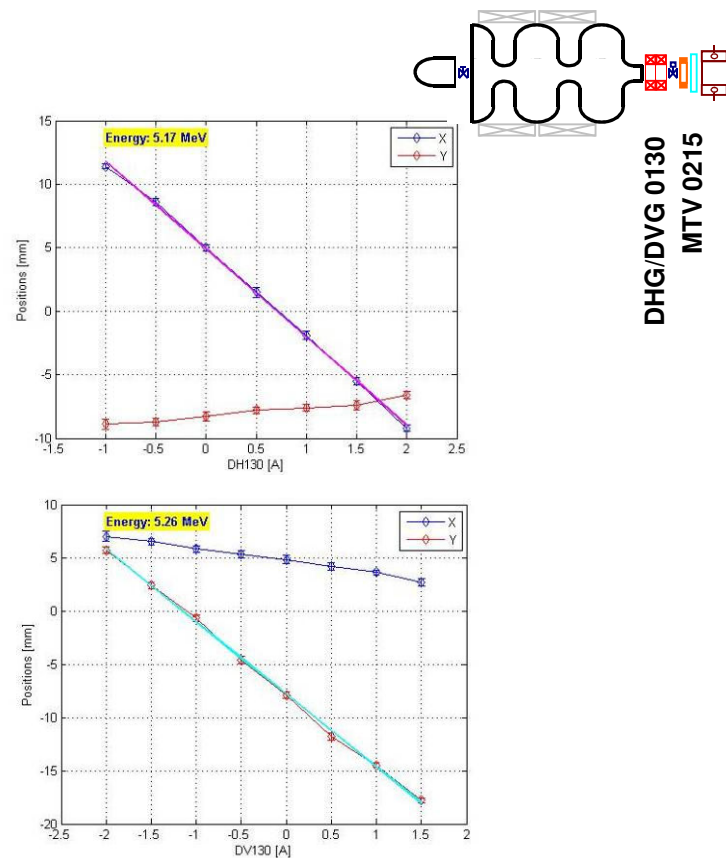 DHG/DVG 0130
MTV 0215
Energy: 5.17 MeV
X
Y
Positions [mm]
15
10
5
0
-5
-10
-1.5 -1 -0.5 0 0.5 1 1.5 2 2.5
DH130 [A]
Energy: 5.26 MeV
X
Y
Positions [mm]
10
5
0
-5
-10
-15
-20
-2.5 -2 -1.5 -1 -0.5 0 0.5 1 1.5 2
DV130 [A]